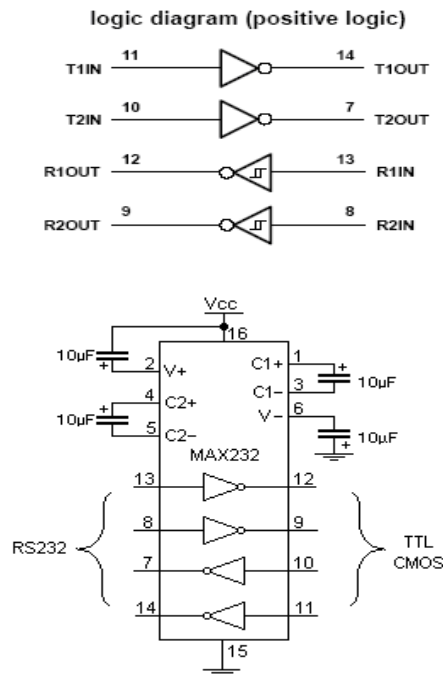 logic diagram (positive logic)
T1IN 11 14 T1OUT
T2IN 10 7 T2OUT
R1OUT 12 13 R1IN
R2OUT 9 8 R2IN
Vcc
16
10µF + 2 V+ C1+ 1 +
C1− 3 10µF
10µF + 4 C2+ V− 6
5 C2− + 10µF
MAX232
13 12
8 9
RS232 7 10 TTL
CMOS
14 11
15